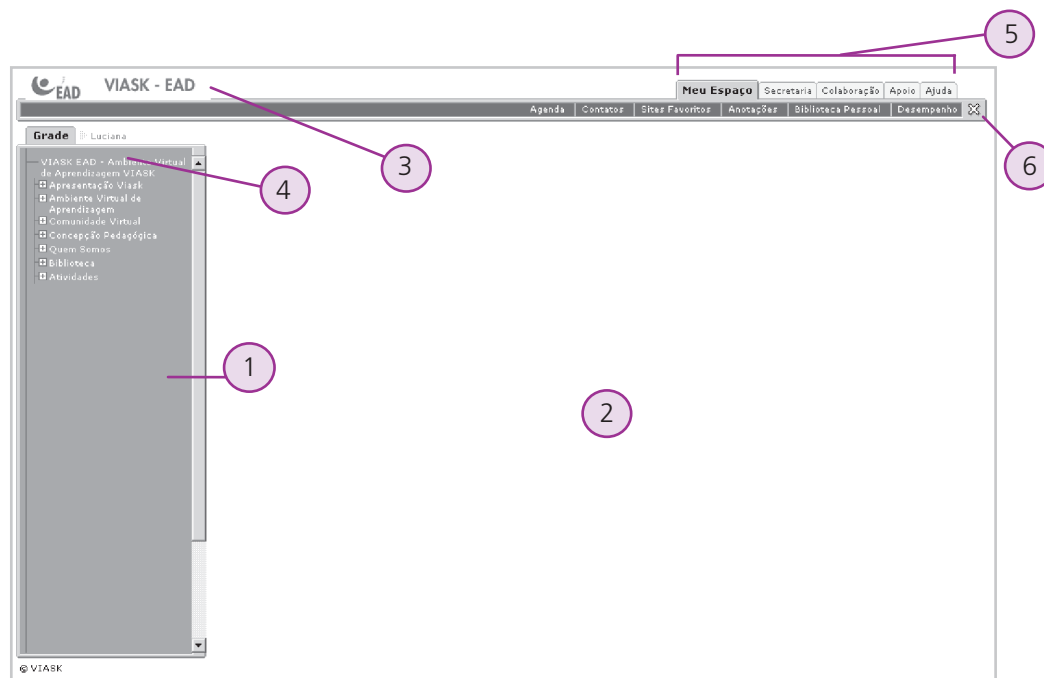 5
EAD
VIASK - EAD
Meu Espaço Secretaria Colaboração Apoio Ajuda
Agenda Contatos Sites Favoritos Anotações Biblioteca Pessoal Desempenho
3
6
Grade Luciana
4
VIASK EAD - Ambiente Virtual
de Aprendizagem VIASK
Apresentação Viask
Ambiente Virtual de
Aprendizagem
Comunidade Virtual
Concepção Pedagógica
Quem Somos
Biblioteca
Atividades
1
2
© VIASK